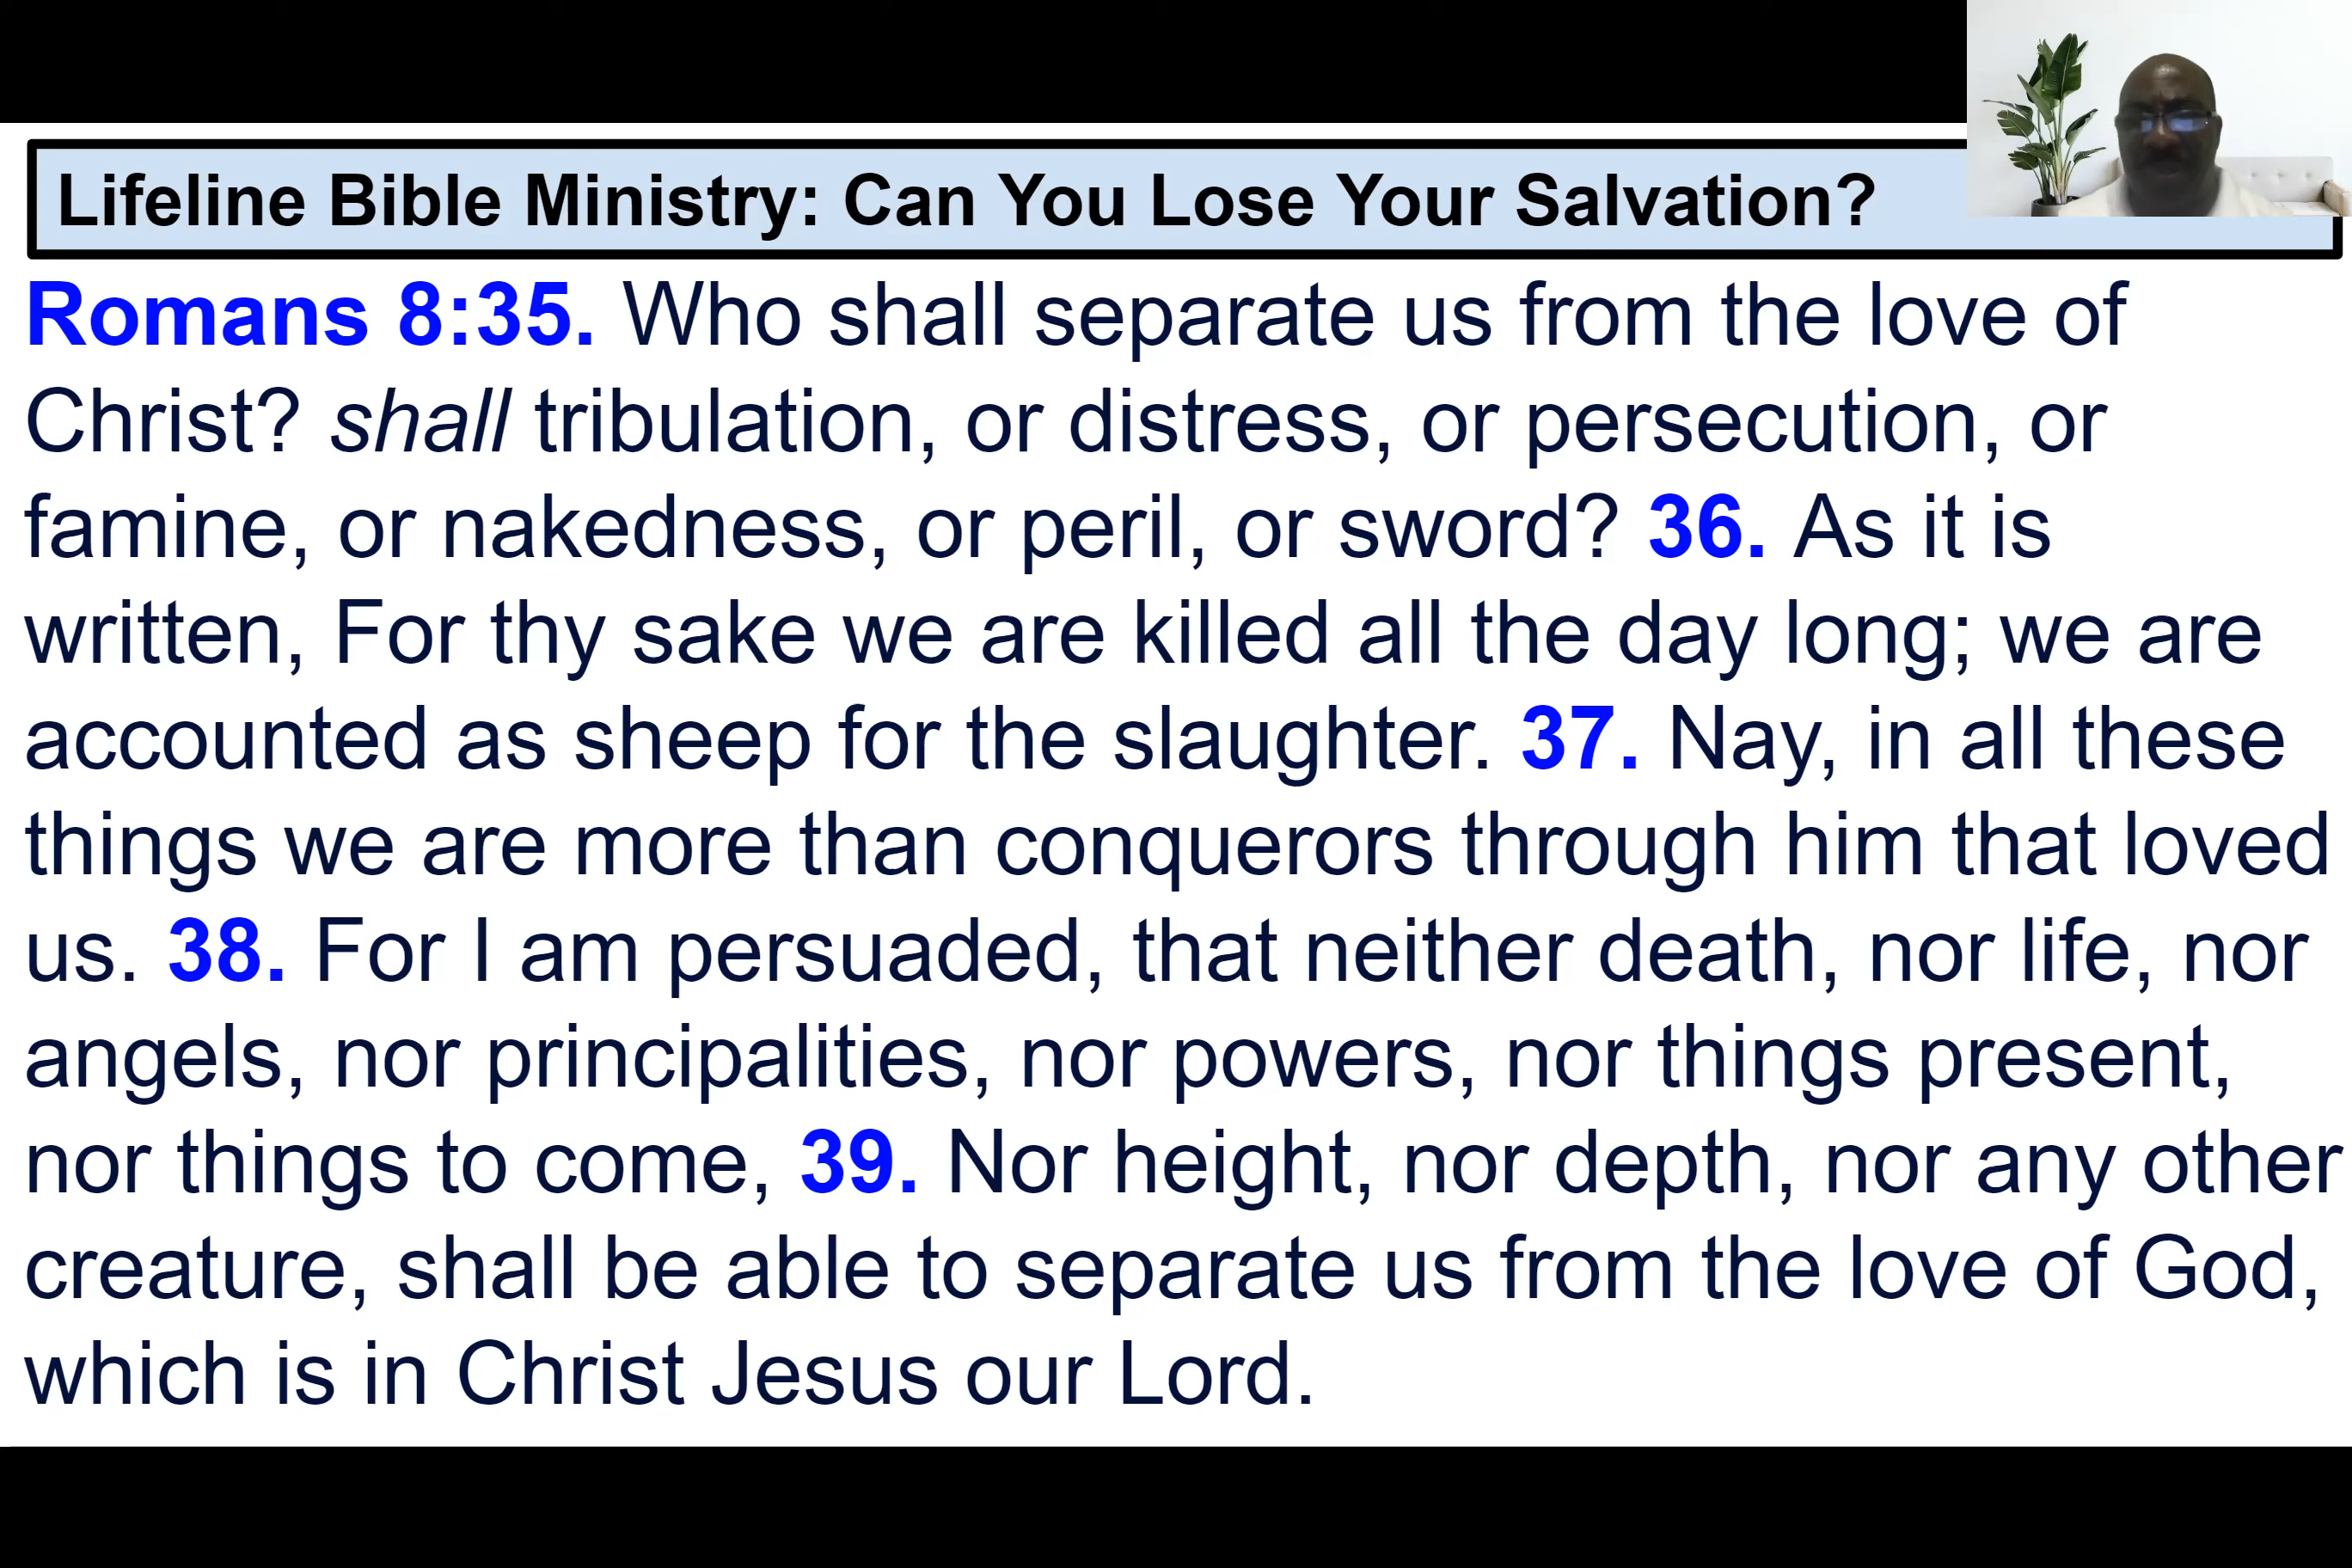 Lifeline Bible Ministry: Can You Lose Your Salvation?
Romans 8:35. Who shall separate us from the love of
Christ? shall tribulation, or distress, or persecution, or
famine, or nakedness, or peril, or sword? 36. As it is
written, For thy sake we are killed all the day long; we are
accounted as sheep for the slaughter. 37. Nay, in all these
things we are more than conquerors through him that loved
us. 38. For I am persuaded, that neither death, nor life, nor
angels, nor principalities, nor powers, nor things present,
nor things to come, 39. Nor height, nor depth, nor any other
creature, shall be able to separate us from the love of God,
which is in Christ Jesus our Lord.